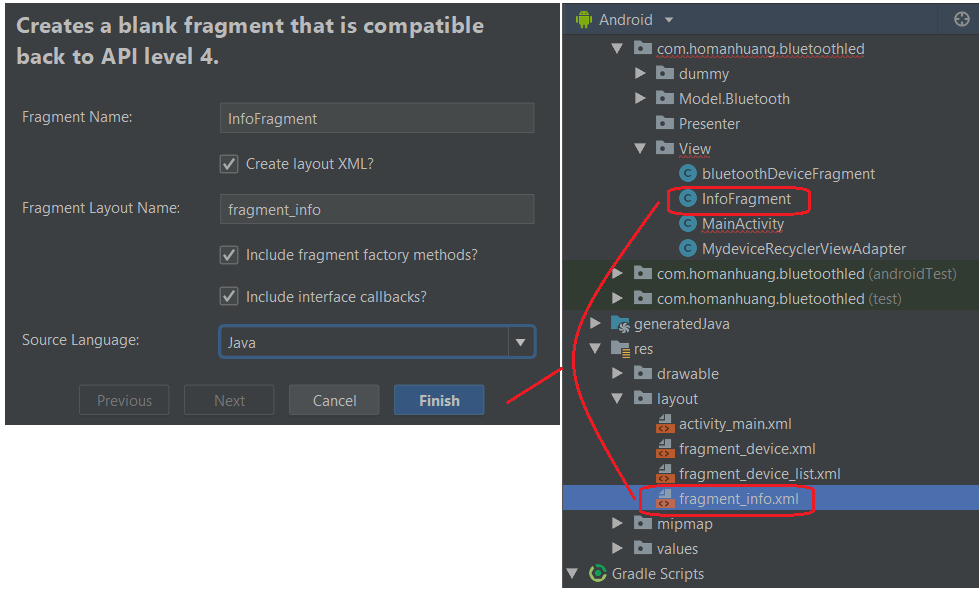 Creates a blank fragment that is compatible
back to API level 4.
Fragment Name:
InfoFragment
Create layout XML?
Fragment Layout Name:
fragment_info
Include fragment factory methods?
Include interface callbacks?
Source Language:
Java
Previous
Next
Cancel
Finish
Android
com.homanhuang.bluetoothled
dummy
Model.Bluetooth
Presenter
View
bluetoothDeviceFragment
InfoFragment
MainActivity
MydeviceRecyclerViewAdapter
com.homanhuang.bluetoothled (androidTest)
com.homanhuang.bluetoothled (test)
generatedJava
res
drawable
layout
activity_main.xml
fragment_device.xml
fragment_device_list.xml
fragment_info.xml
mipmap
values
Gradle Scripts